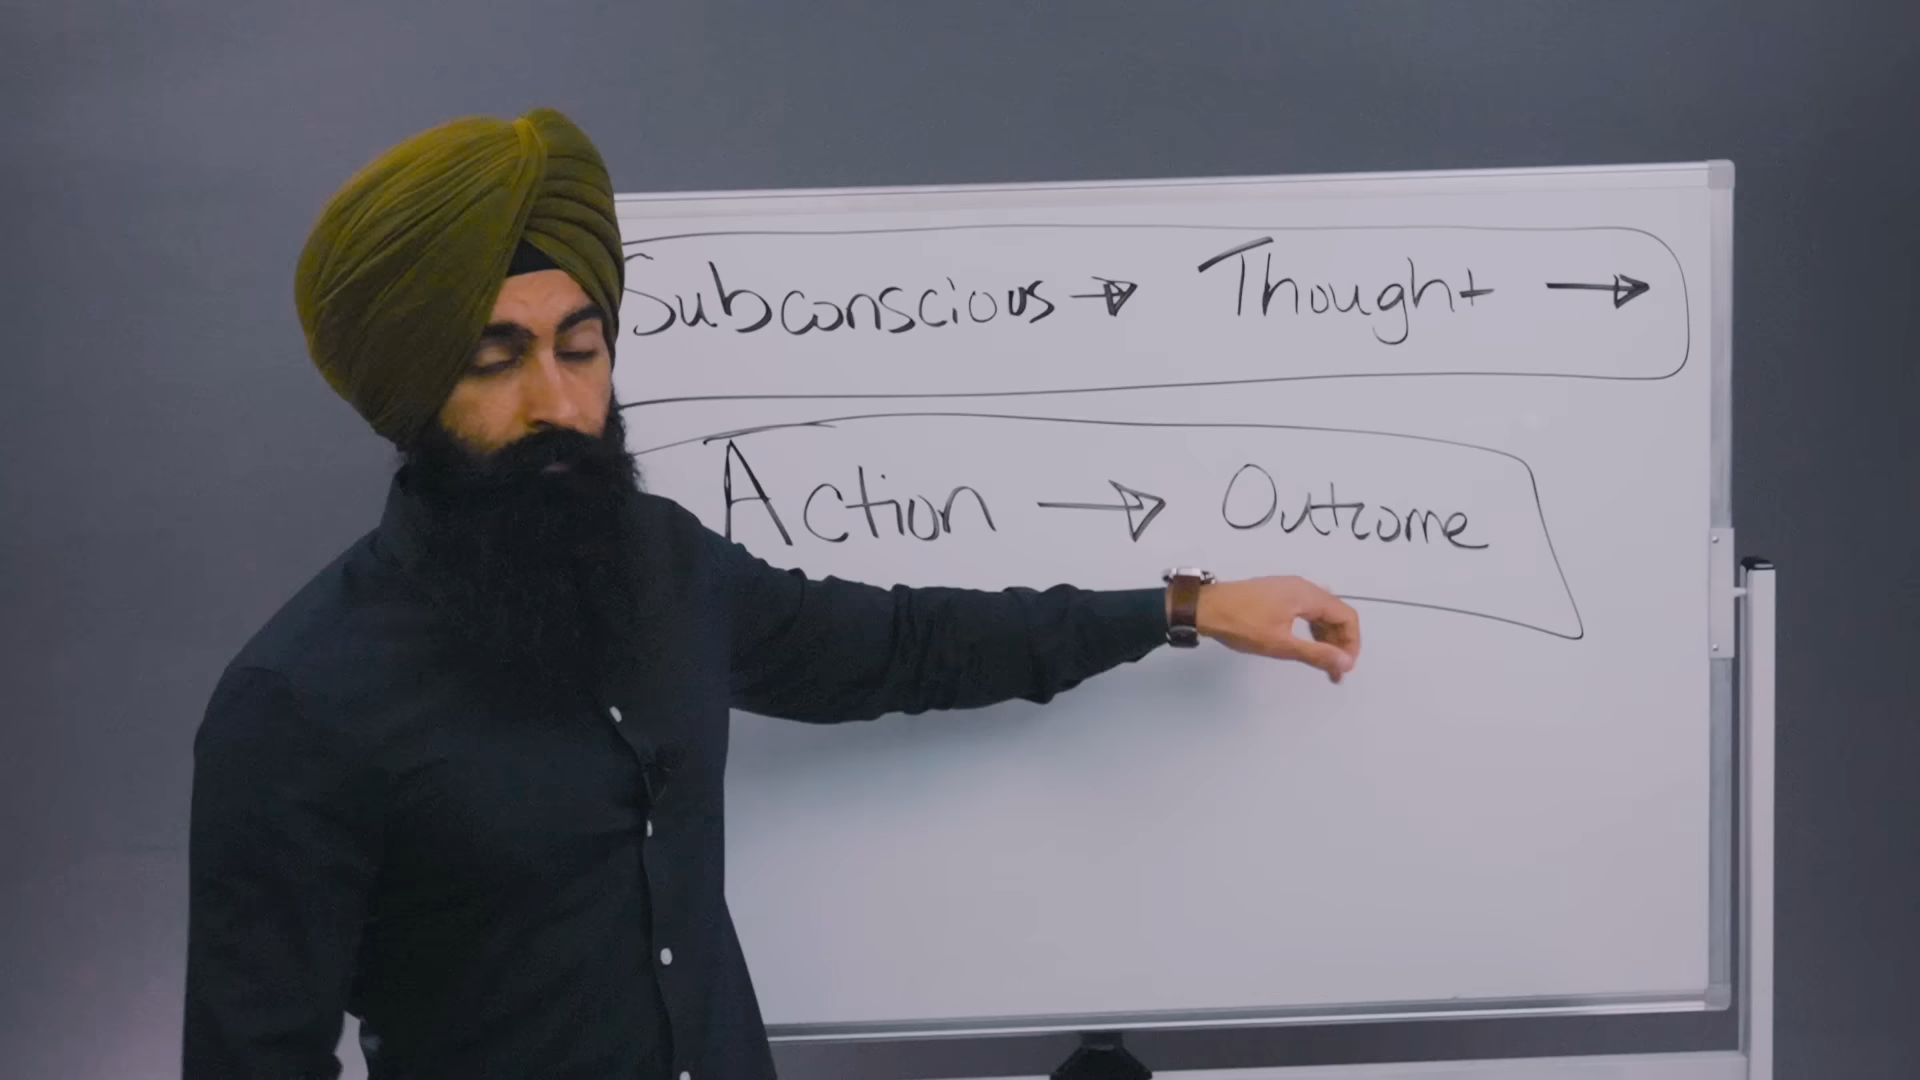 Subconscious → Thought →
Action → Outcome